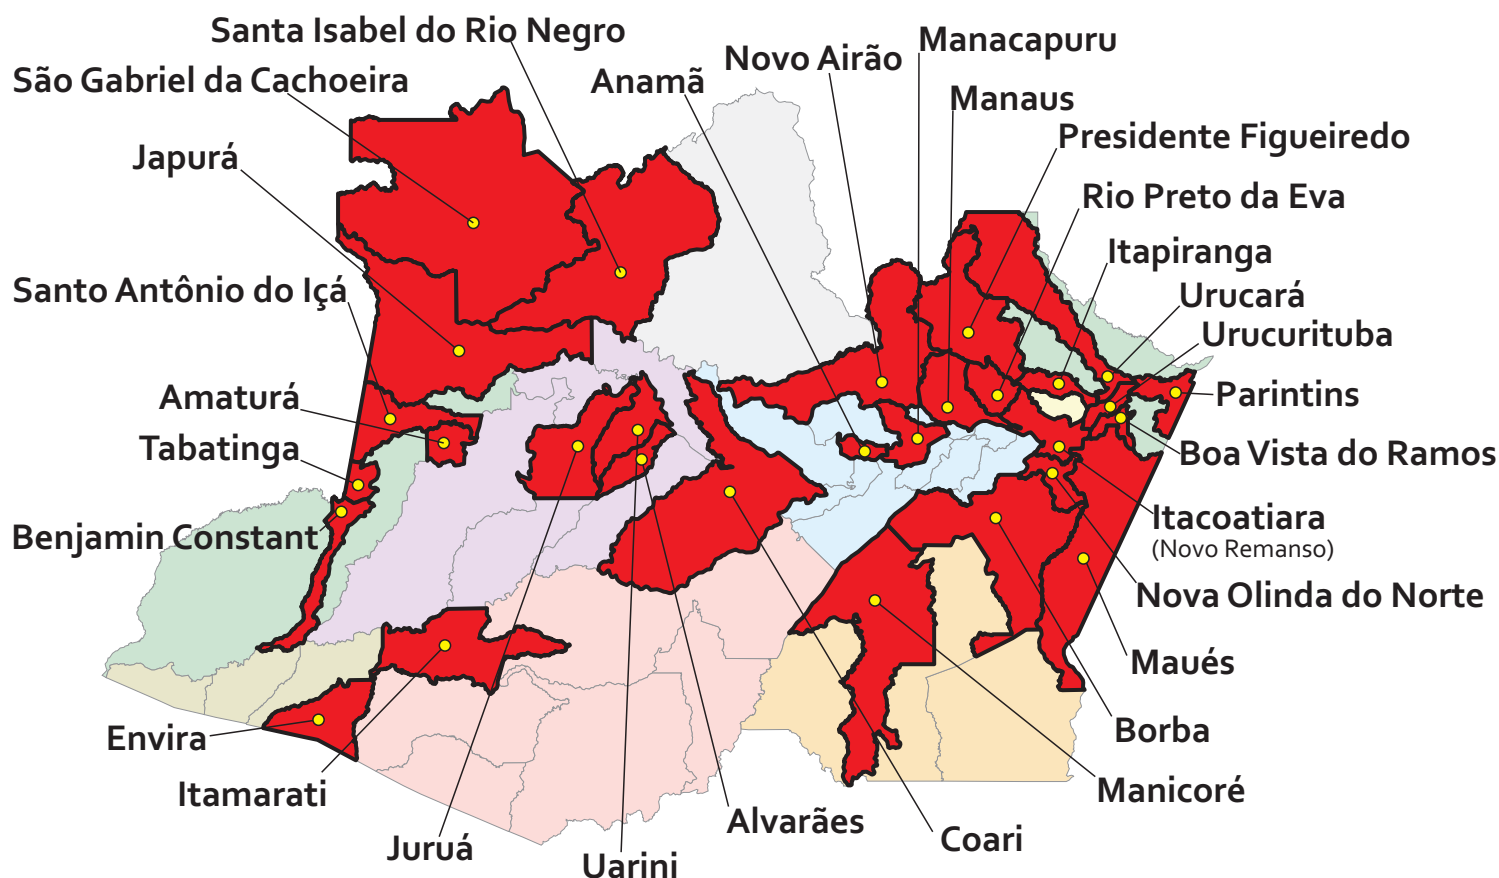 Santa Isabel do Rio Negro
São Gabriel da Cachoeira
Japurá
Santo Antônio do Içá
Amaturá
Tabatinga
Benjamin Constant
Envira
Itamarati
Juruá
Uarini
Alvarães
Coari
Manicoré
Borba
Maués
Nova Olinda do Norte
Itacoatiara
(Novo Remanso)
Boa Vista do Ramos
Parintins
Urucurituba
Urucará
Itapiranga
Rio Preto da Eva
Presidente Figueiredo
Manaus
Manacapuru
Novo Airão
Anamã